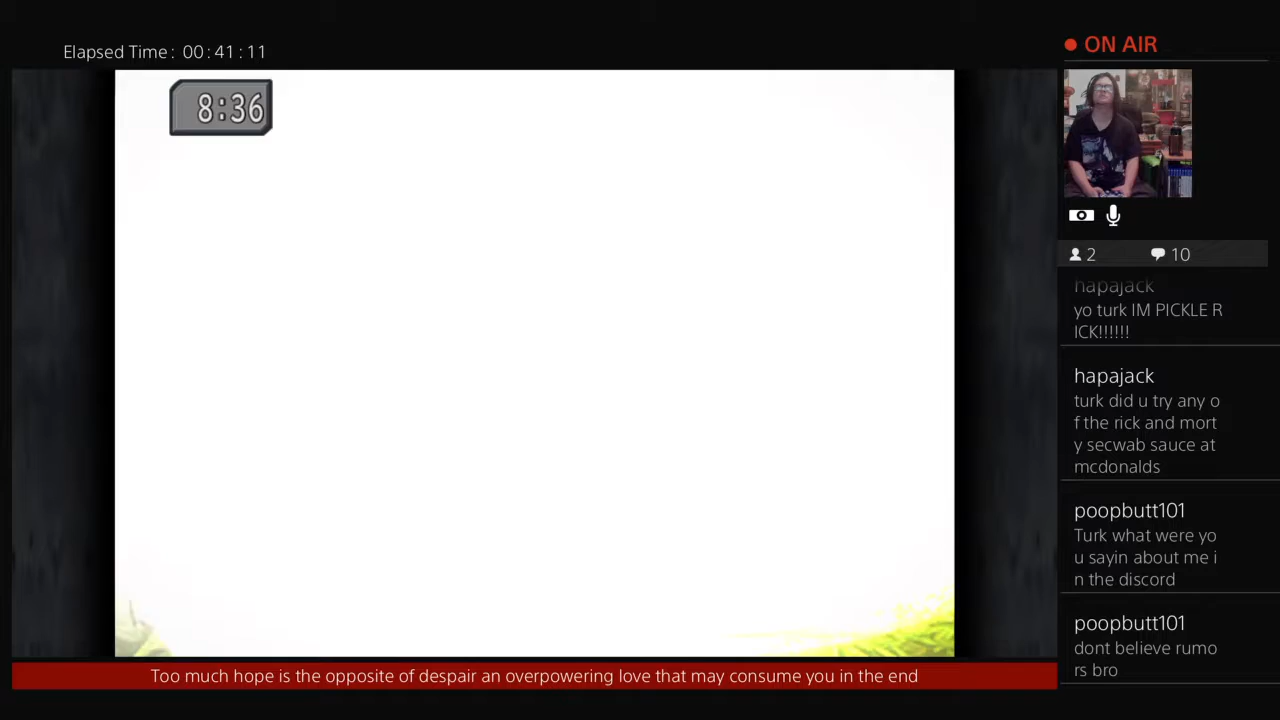 Elapsed Time: 00:41:11
ON AIR
8:36
2 10
hapajack
yo turk IM PICKLE R
ICK!!!!!!
hapajack
turk did u try any o
f the rick and mort
y secwab sauce at
mcdonalds
poopbutt101
Turk what were yo
u sayin about me i
n the discord
poopbutt101
dont believe rumo
rs bro
Too much hope is the opposite of despair an overpowering love that may consume you in the end